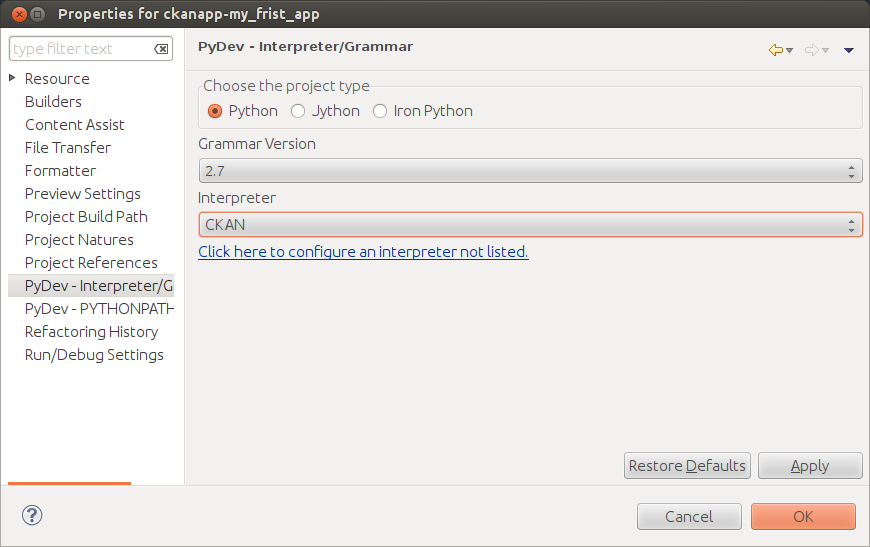 Properties for ckanapp-my_frist_app
type filter text
Resource
Builders
Content Assist
File Transfer
Formatter
Preview Settings
Project Build Path
Project Natures
Project References
PyDev - Interpreter/G
PyDev - PYTHONPATH
Refactoring History
Run/Debug Settings
PyDev - Interpreter/Grammar
Choose the project type
Python Jython Iron Python
Grammar Version
2.7
Interpreter
CKAN
Click here to configure an interpreter not listed.
Restore Defaults Apply
? Cancel OK